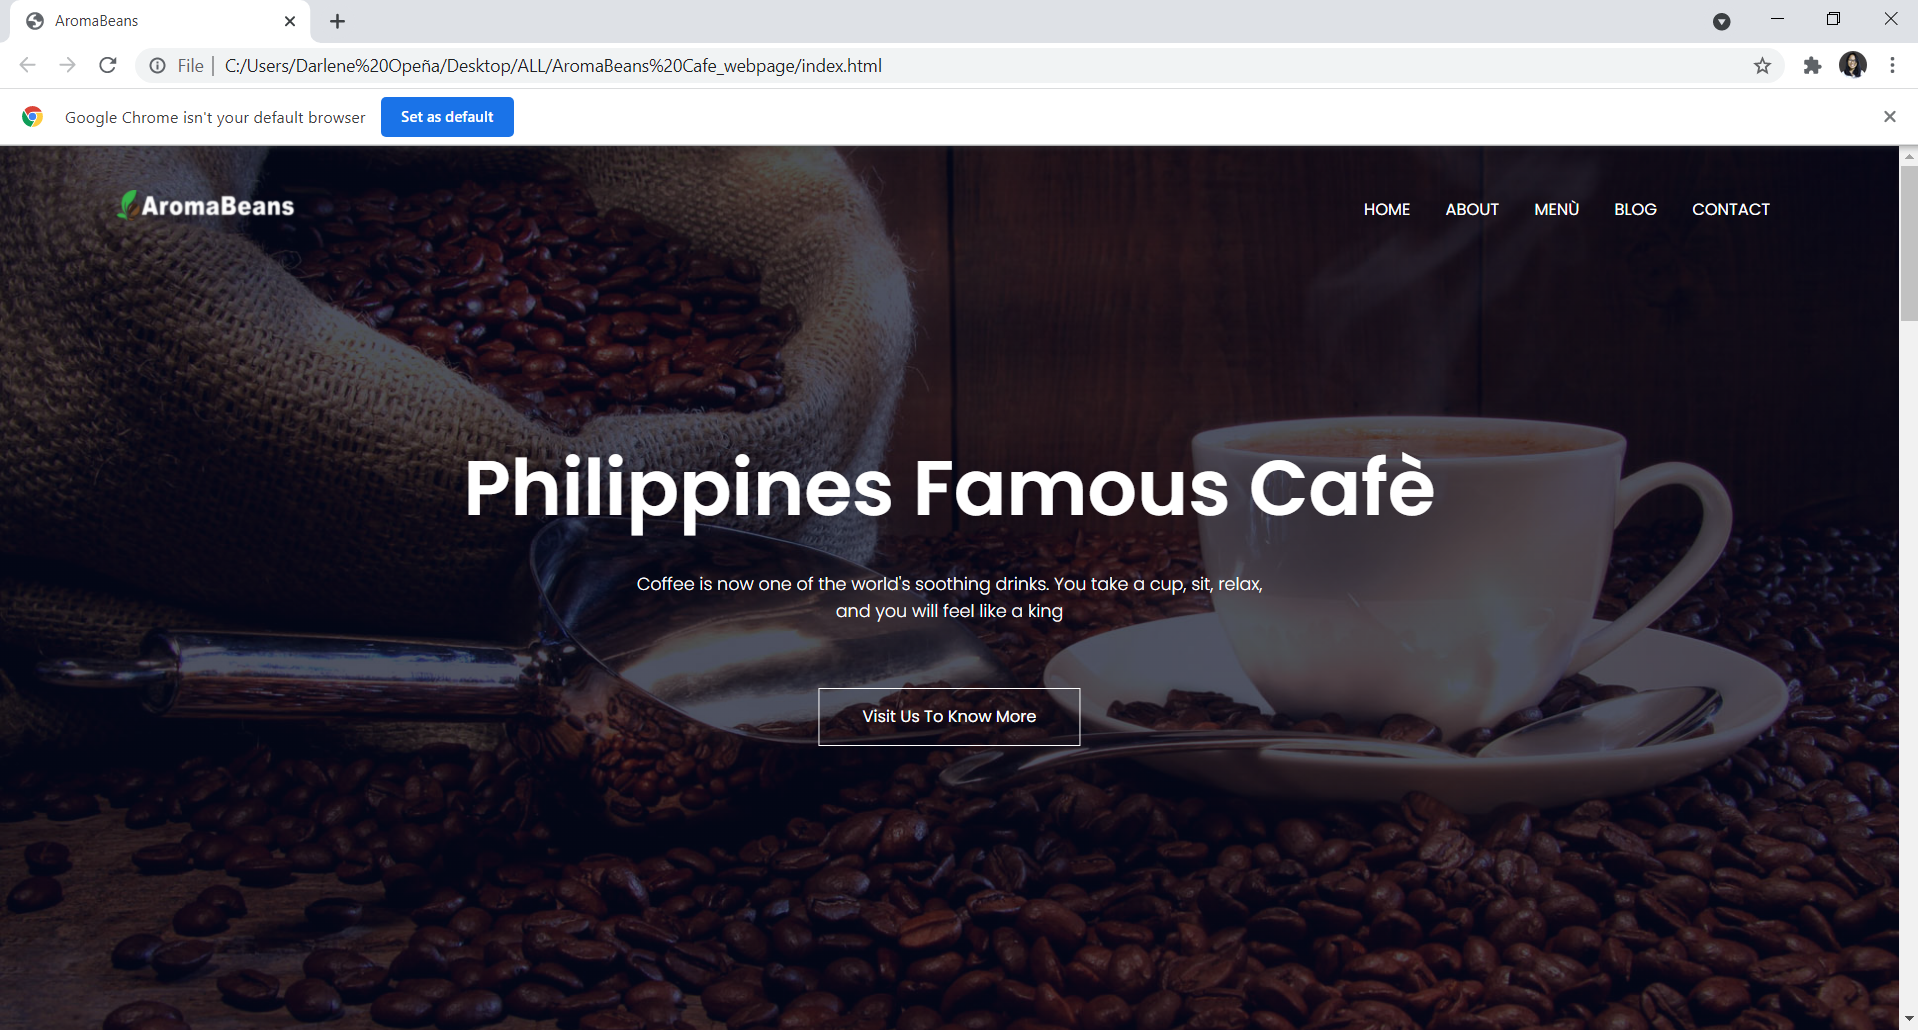 AromaBeans
File
C:/Users/Darlene%20Opeña/Desktop/ALL/AromaBeans%20Cafe_webpage/index.html
Google Chrome isn't your default browser
Set as default
AromaBeans
HOME ABOUT MENÙ BLOG CONTACT
Philippines Famous Cafè
Coffee is now one of the world's soothing drinks. You take a cup, sit, relax,
and you will feel like a king
Visit Us To Know More